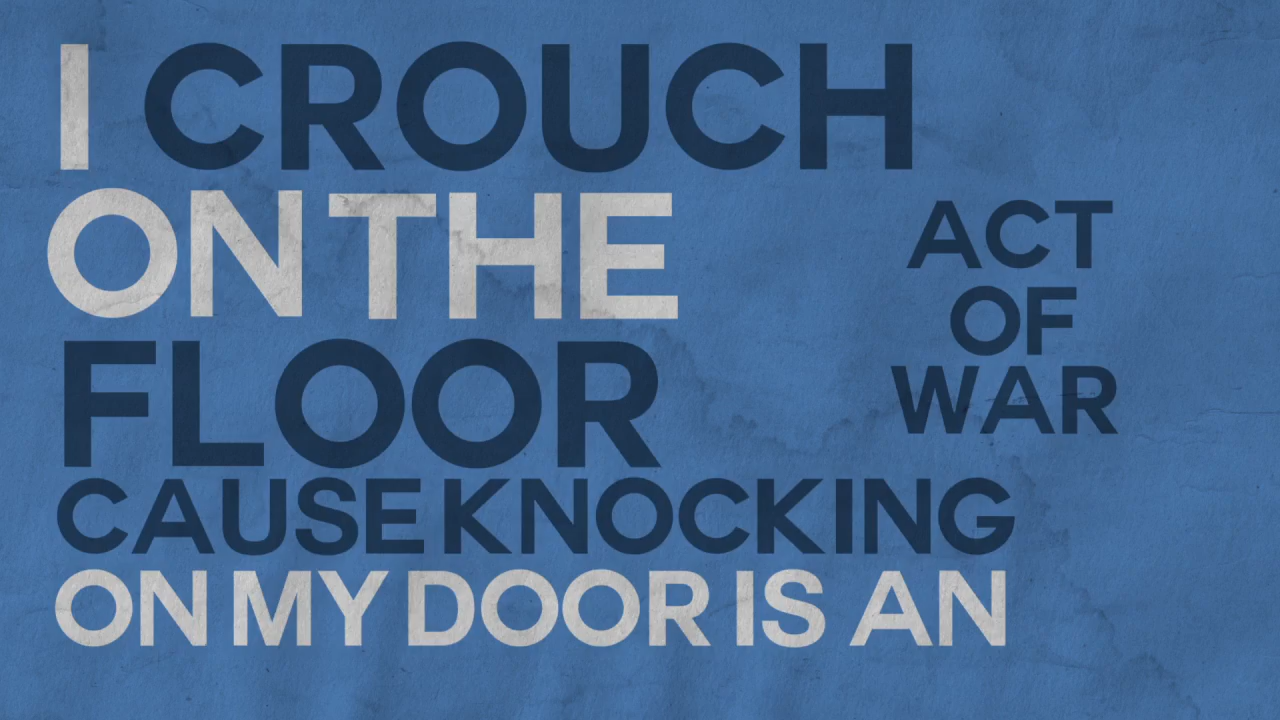 I CROUCH
ON THE
FLOOR
CAUSE KNOCKING
ON MY DOOR IS AN
ACT
OF
WAR